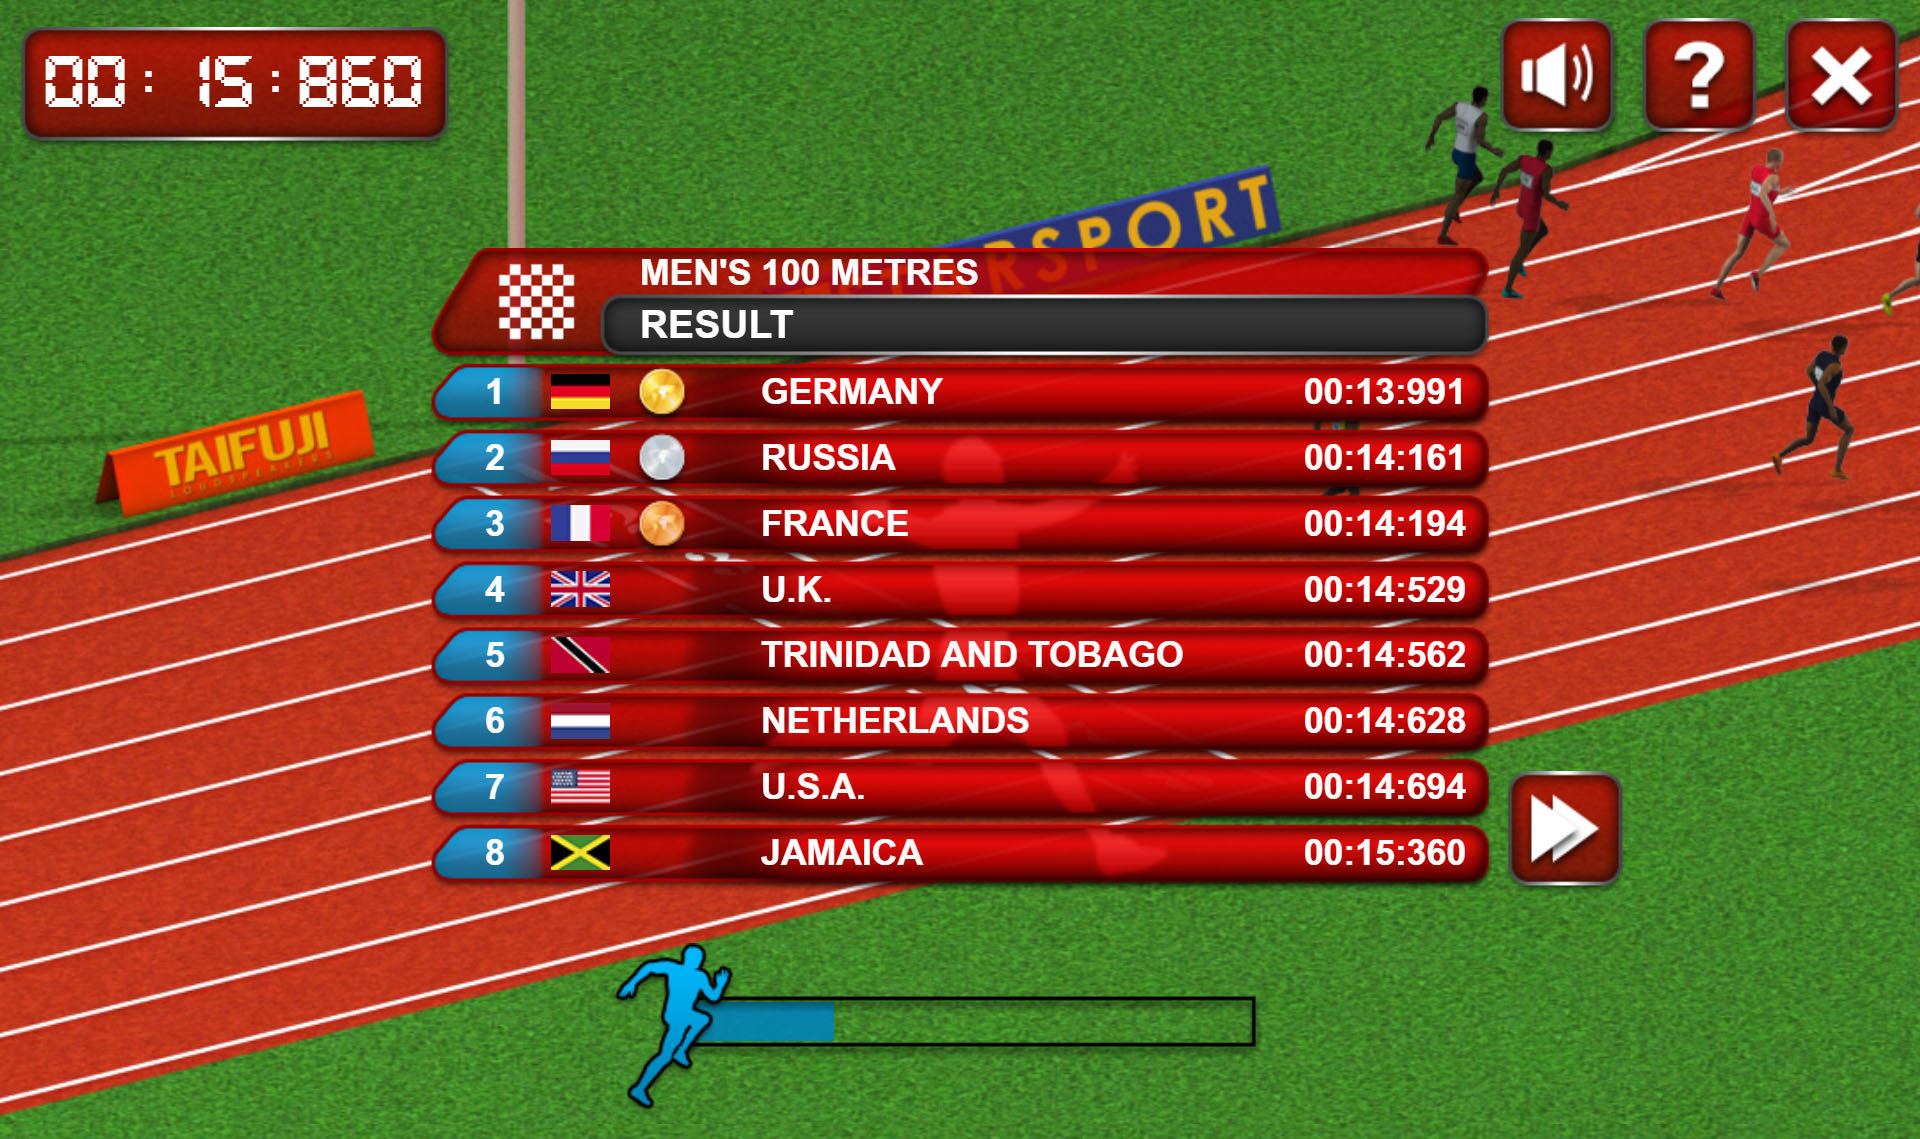 00: 15:860
?
RSPORT
MEN'S 100 METRES
RESULT
TAIFUJI
LOUDSPEAKERS
1 GERMANY 00:13:991
2 RUSSIA 00:14:161
3 FRANCE 00:14:194
4 U.K. 00:14:529
5 TRINIDAD AND TOBAGO 00:14:562
6 NETHERLANDS 00:14:628
7 U.S.A. 00:14:694
8 JAMAICA 00:15:360